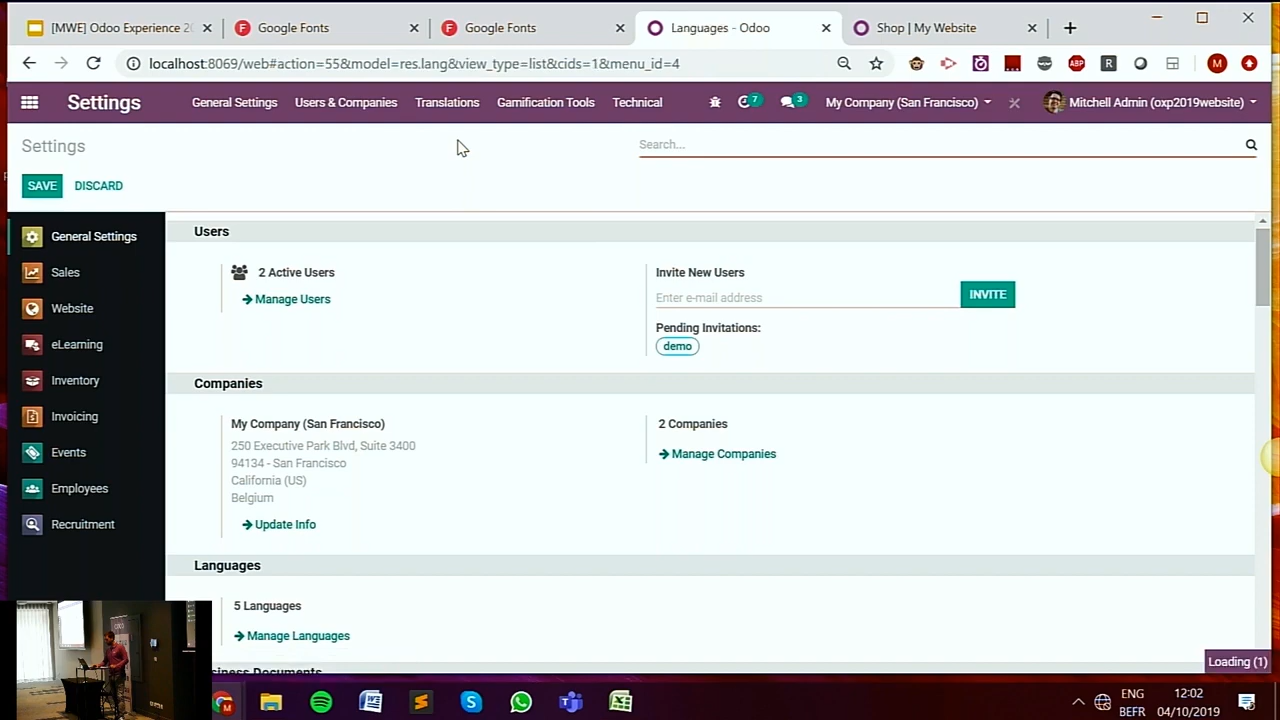 [MWE] Odoo Experience 20
Google Fonts
Google Fonts
Languages - Odoo
Shop | My Website
localhost:8069/web#action=55&model=res.lang&view_type=list&cids=1&menu_id=4
ABP
R
M
Settings
General Settings
Users & Companies
Translations
Gamification Tools
Technical
7
3
My Company (San Francisco)
Mitchell Admin (oxp2019website)
Settings
Search...
SAVE
DISCARD
General Settings
Sales
Website
eLearning
Inventory
Invoicing
Events
Employees
Recruitment
Users
2 Active Users
Manage Users
Invite New Users
Enter e-mail address
INVITE
Pending Invitations:
demo
Companies
My Company (San Francisco)
250 Executive Park Blvd, Suite 3400
94134 - San Francisco
California (US)
Belgium
Update Info
2 Companies
Manage Companies
Languages
5 Languages
Manage Languages
siness Documents
Loading (1)
ENG
BEFR
12:02
04/10/2019